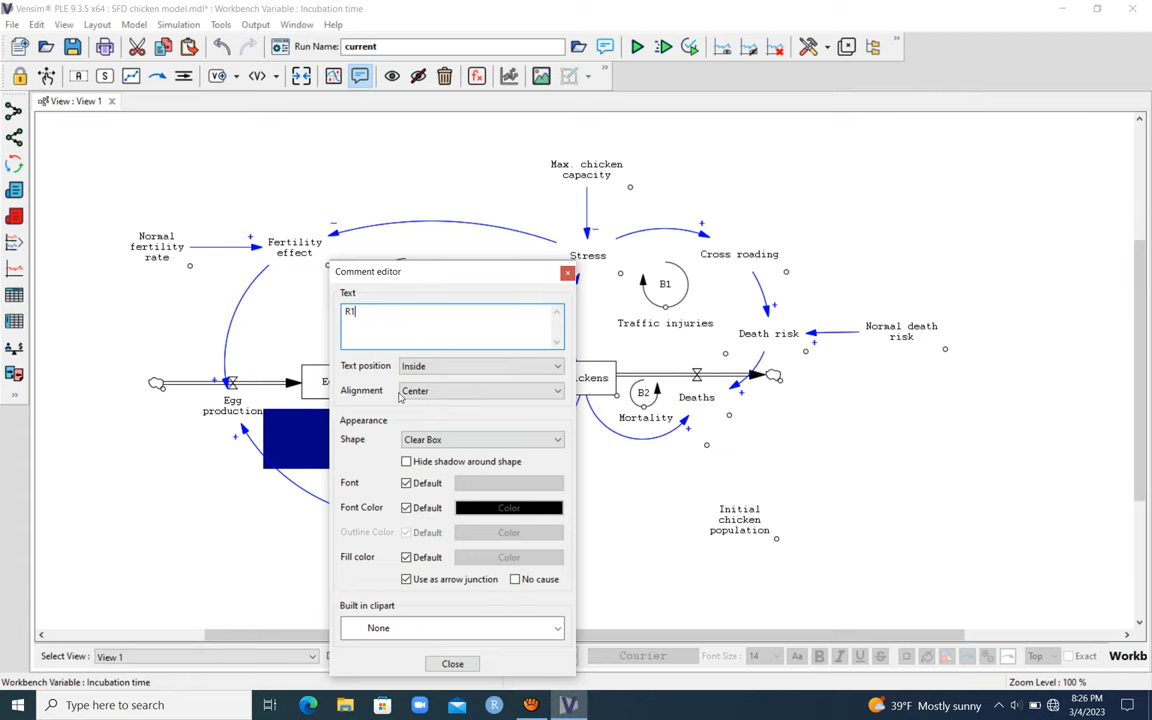 Vensim® PLE 9.3.5 x64 : SFD chicken model.mdl* : Workbench Variable : Incubation time
File Edit View Layout Model Simulation Tools Output Window Help
Run Name: current
View : View 1
Max. chicken
capacity
Normal
fertility
rate
Fertility
effect
Stress
Cross roading
B1
Traffic injuries
Death risk
Normal death
risk
Egg
production
ickens
B2
Mortality
Deaths
Initial
chicken
population
Comment editor
Text
R1
Text position Inside
Alignment Center
Appearance
Shape Clear Box
Hide shadow around shape
Font Default
Font Color Default Color
Outline Color Default Color
Fill color Default Color
Use as arrow junction No cause
Built in clipart
None
Close
Select View : View 1
Courier Font Size : 14 Aa B I U S Top Exact Workb
Workbench Variable : Incubation time Zoom Level : 100 %
Type here to search
39°F Mostly sunny
8:26 PM
3/4/2023